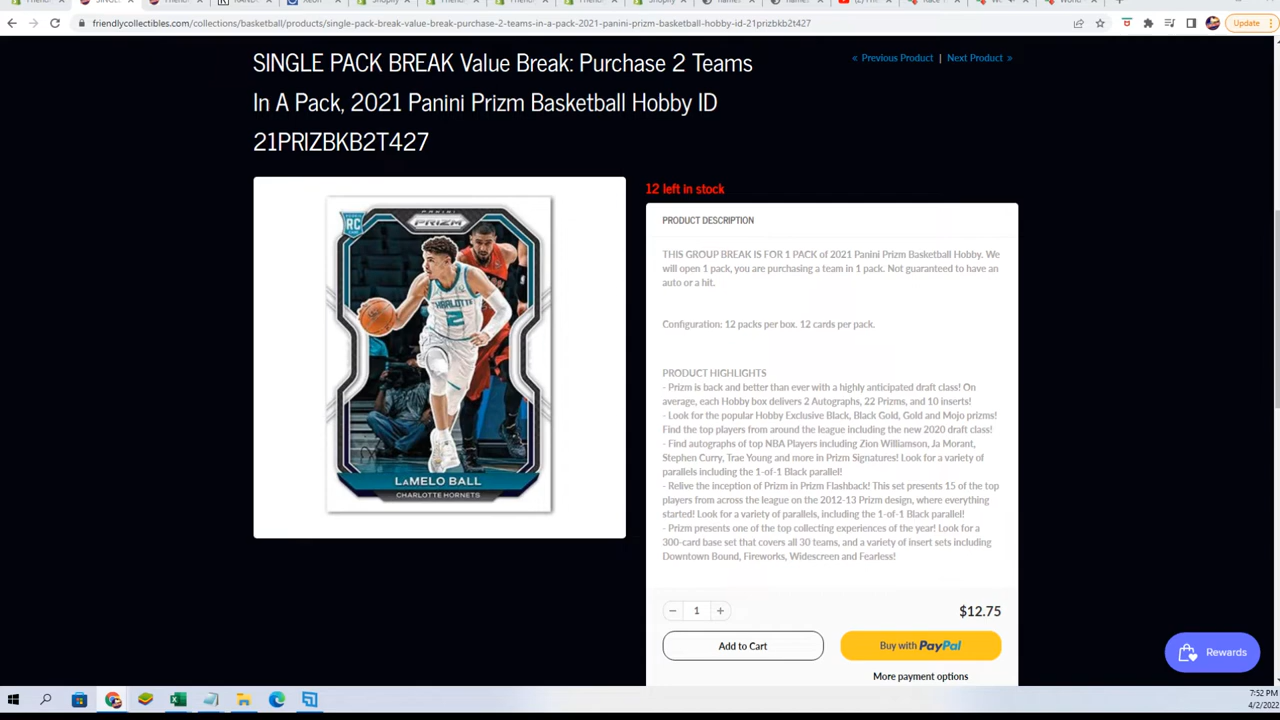 friendlycollectibles.com/collections/basketball/products/single-pack-break-value-break-purchase-2-teams-in-a-pack-2021-panini-prizm-basketball-hobby-id-21prizbkb2t427
Update
SINGLE PACK BREAK Value Break: Purchase 2 Teams
In A Pack, 2021 Panini Prizm Basketball Hobby ID
21PRIZBKB2T427
« Previous Product | Next Product »
RC
PANINI
PRIZM
CHARLOTTE
2
LAMELO BALL
CHARLOTTE HORNETS
12 left in stock
PRODUCT DESCRIPTION
THIS GROUP BREAK IS FOR 1 PACK of 2021 Panini Prizm Basketball Hobby. We
will open 1 pack, you are purchasing a team in 1 pack. Not guaranteed to have an
auto or a hit.
Configuration: 12 packs per box. 12 cards per pack.
PRODUCT HIGHLIGHTS
- Prizm is back and better than ever with a highly anticipated draft class! On
average, each Hobby box delivers 2 Autographs, 22 Prizms, and 10 inserts!
- Look for the popular Hobby Exclusive Black, Black Gold, Gold and Mojo prizms!
Find the top players from around the league including the new 2020 draft class!
- Find autographs of top NBA Players including Zion Williamson, Ja Morant,
Stephen Curry, Trae Young and more in Prizm Signatures! Look for a variety of
parallels including the 1-of-1 Black parallel!
- Relive the inception of Prizm in Prizm Flashback! This set presents 15 of the top
players from across the league on the 2012-13 Prizm design, where everything
started! Look for a variety of parallels, including the 1-of-1 Black parallel!
- Prizm presents one of the top collecting experiences of the year! Look for a
300-card base set that covers all 30 teams, and a variety of insert sets including
Downtown Bound, Fireworks, Widescreen and Fearless!
− 1 +
$12.75
Add to Cart
Buy with PayPal
More payment options
Rewards
7:52 PM
4/2/2022